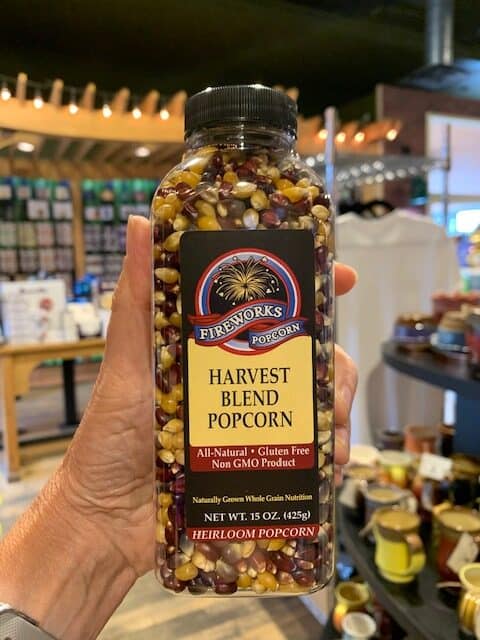 FIREWORKS
POPCORN
HARVEST
BLEND
POPCORN
All-Natural • Gluten Free
Non GMO Product
Naturally Grown Whole Grain Nutrition
NET WT. 15 OZ. (425g)
HEIRLOOM POPCORN